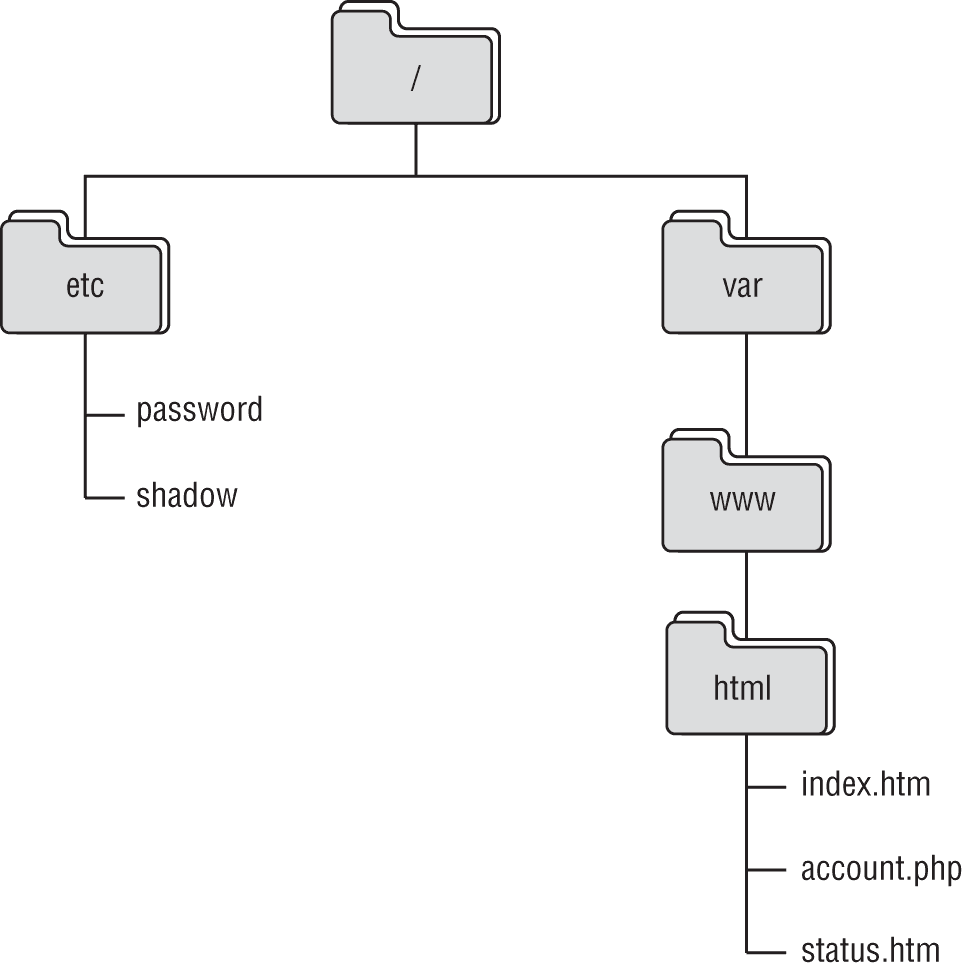 /
etc
var
password
shadow
www
html
index.htm
account.php
status.htm